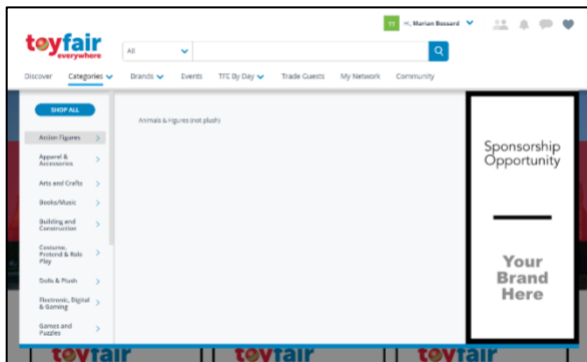 TT Hi, Marian Bossard
toyfair
everywhere
All
Discover Categories Brands Events TFE By Day Trade Guests My Network Community
SHOP ALL
Action Figures
Animals & Figures (not plush)
Apparel &
Accessories
Arts and Crafts
Books/Music
Building and
Construction
Costume,
Pretend & Role
Play
Dolls & Plush
Electronic, Digital
& Gaming
Games and
Puzzles
Sponsorship
Opportunity
Your
Brand
Here
toyfair toyfair toyfair